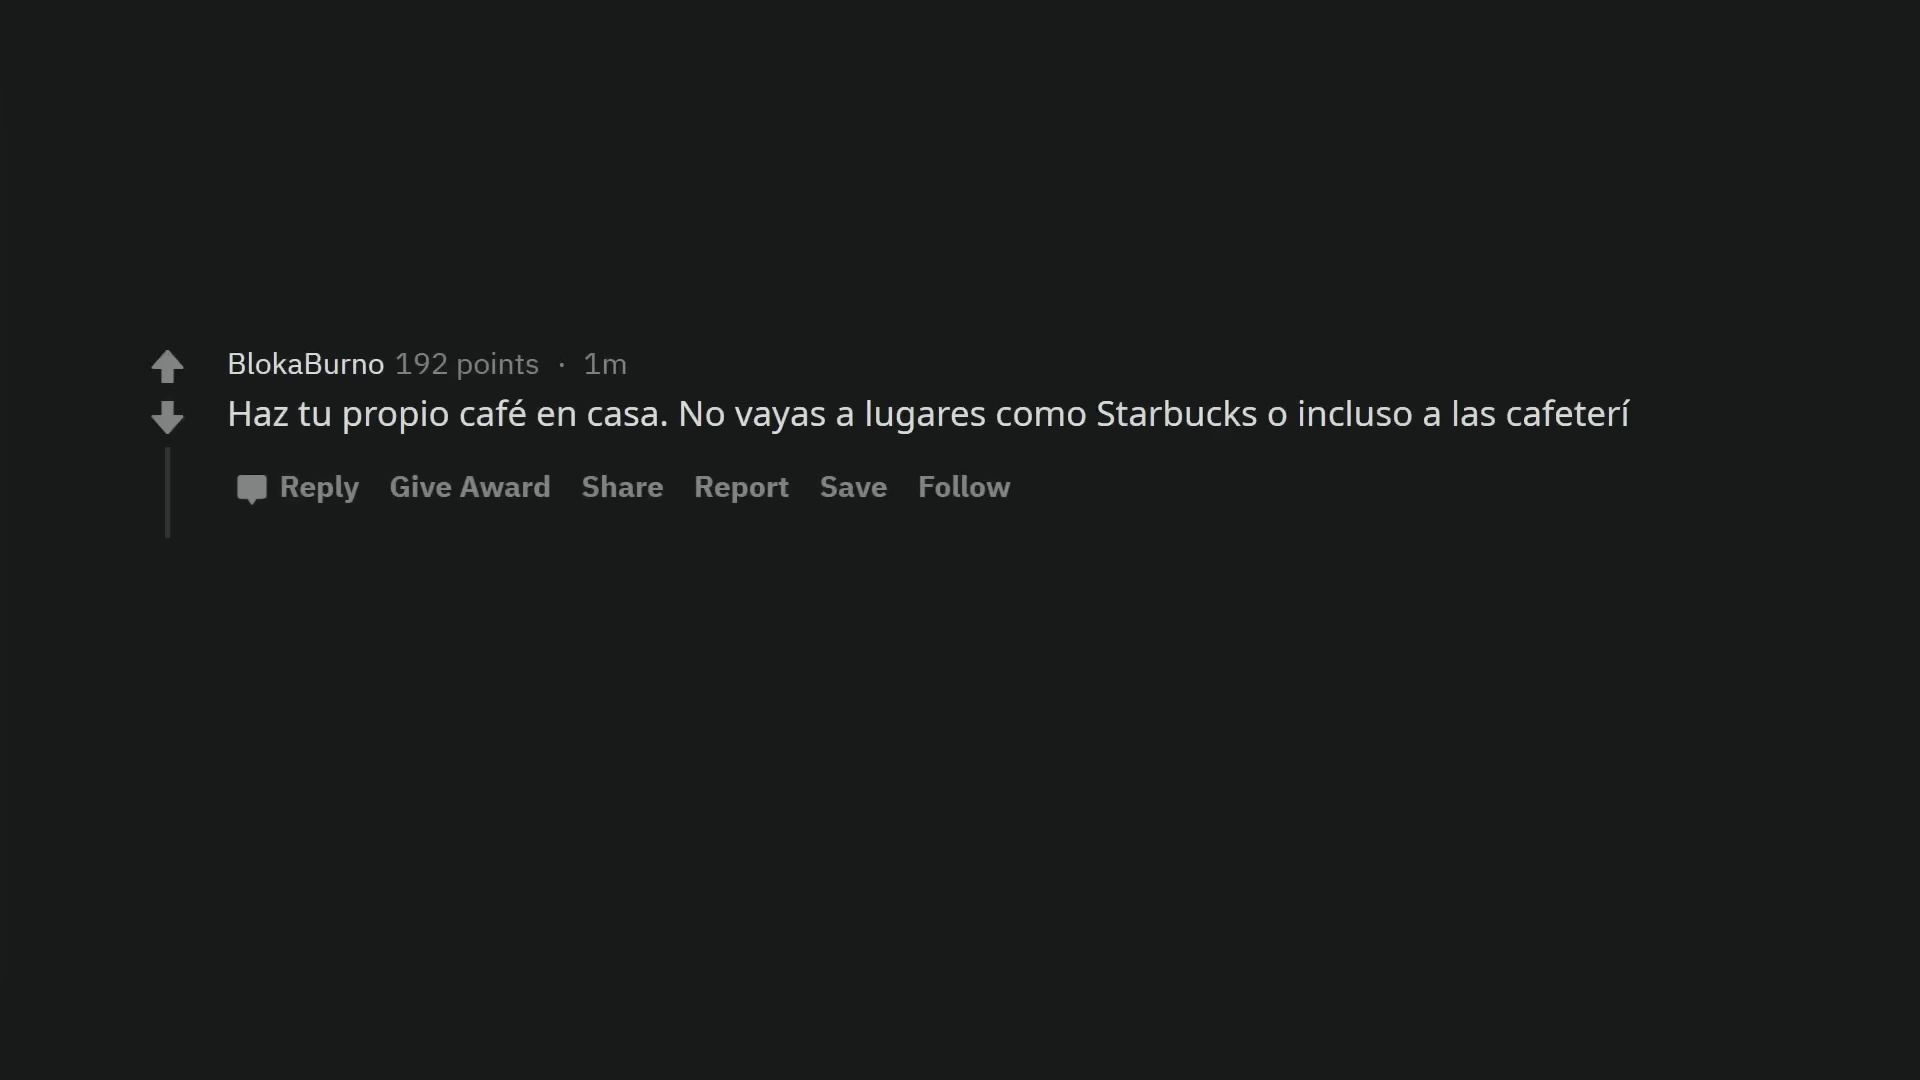 BlokaBurno 192 points · 1m
Haz tu propio café en casa. No vayas a lugares como Starbucks o incluso a las cafeterí
Reply Give Award Share Report Save Follow